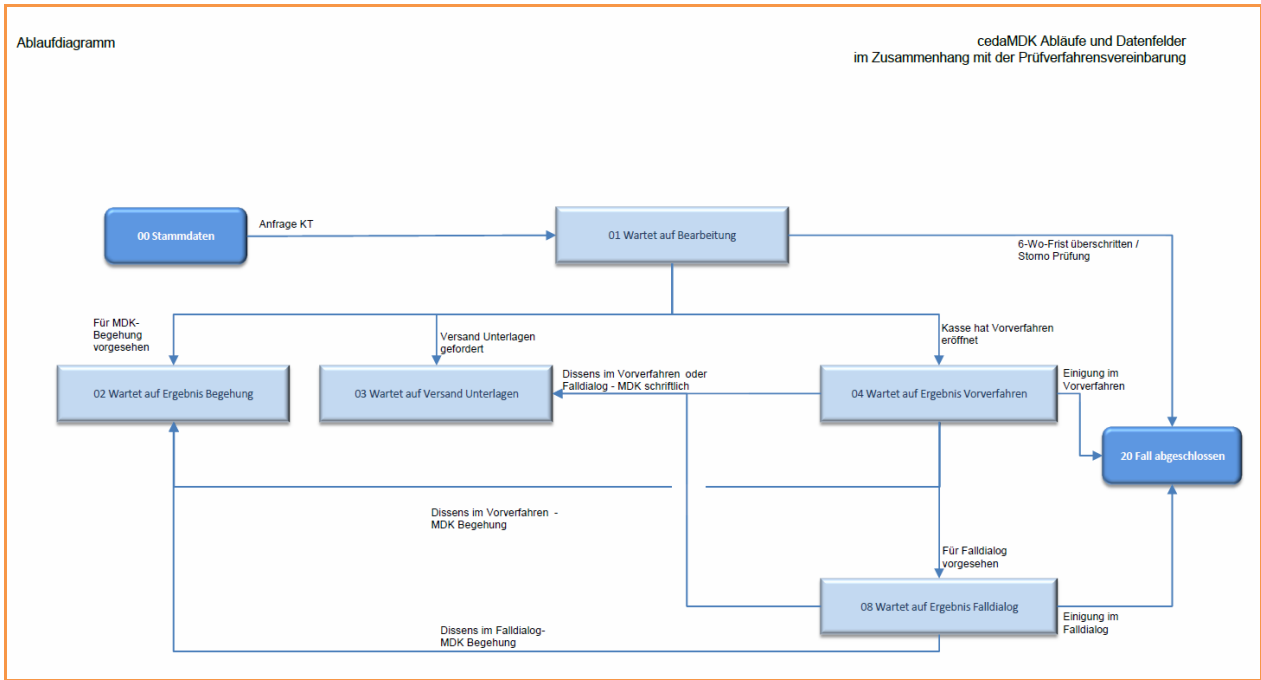 Ablaufdiagramm
cedaMDK Abläufe und Datenfelder
im Zusammenhang mit der Prüfverfahrensvereinbarung
00 Stammdaten
Anfrage KT
01 Wartet auf Bearbeitung
6-Wo-Frist überschritten /
Storno Prüfung
Für MDK-
Begehung
vorgesehen
Versand Unterlagen
gefordert
Kasse hat Vorverfahren
eröffnet
02 Wartet auf Ergebnis Begehung
03 Wartet auf Versand Unterlagen
Dissens im Vorverfahren oder
Falldialog - MDK schriftlich
04 Wartet auf Ergebnis Vorverfahren
Einigung im
Vorverfahren
20 Fall abgeschlossen
Dissens im Vorverfahren -
MDK Begehung
Für Falldialog
vorgesehen
08 Wartet auf Ergebnis Falldialog
Einigung im
Falldialog
Dissens im Falldialog-
MDK Begehung